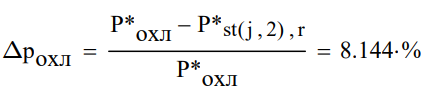 Δp_охл = (P*_охл − P*_st(j , 2) , r) / P*_охл = 8.144·%